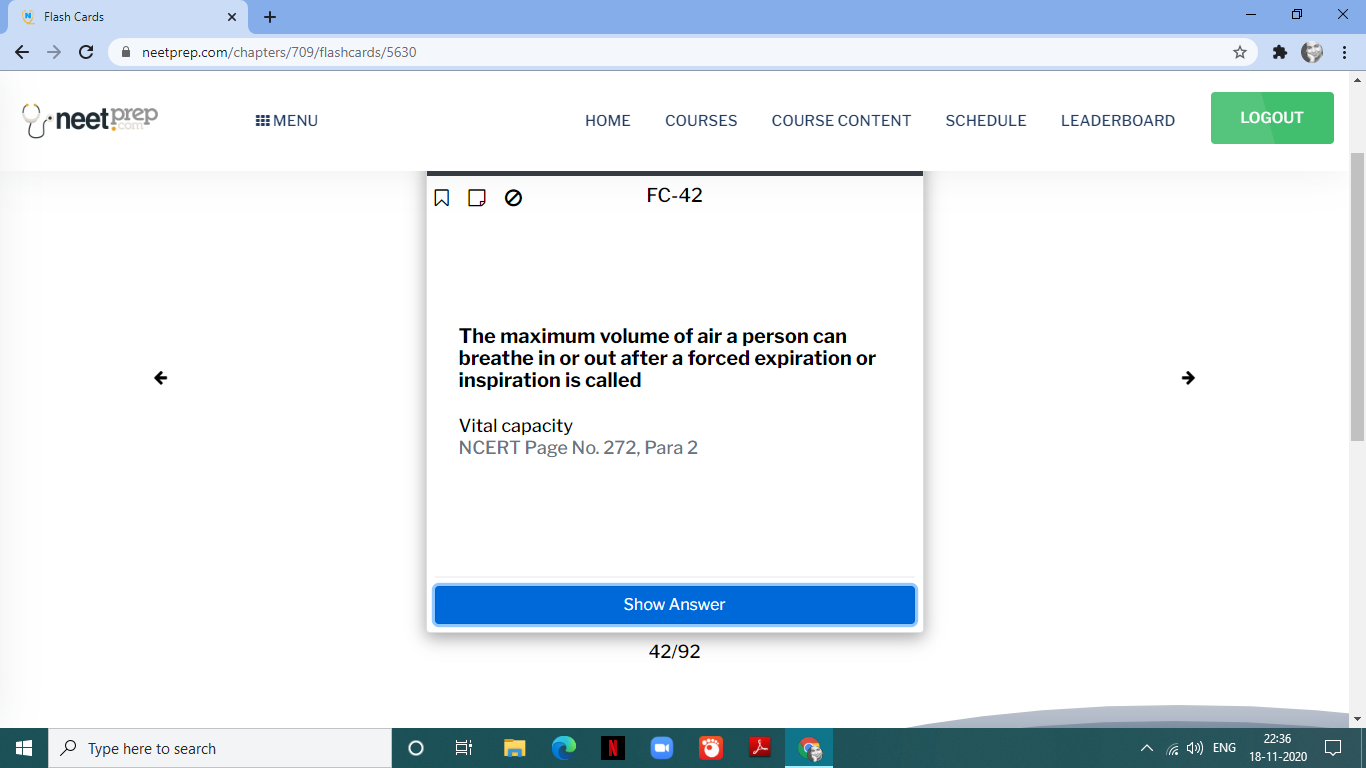 Flash Cards
neetprep.com/chapters/709/flashcards/5630
neetprep.com
MENU
HOME
COURSES
COURSE CONTENT
SCHEDULE
LEADERBOARD
LOGOUT
FC-42
The maximum volume of air a person can
breathe in or out after a forced expiration or
inspiration is called
Vital capacity
NCERT Page No. 272, Para 2
Show Answer
42/92
Type here to search
ENG
22:36
18-11-2020